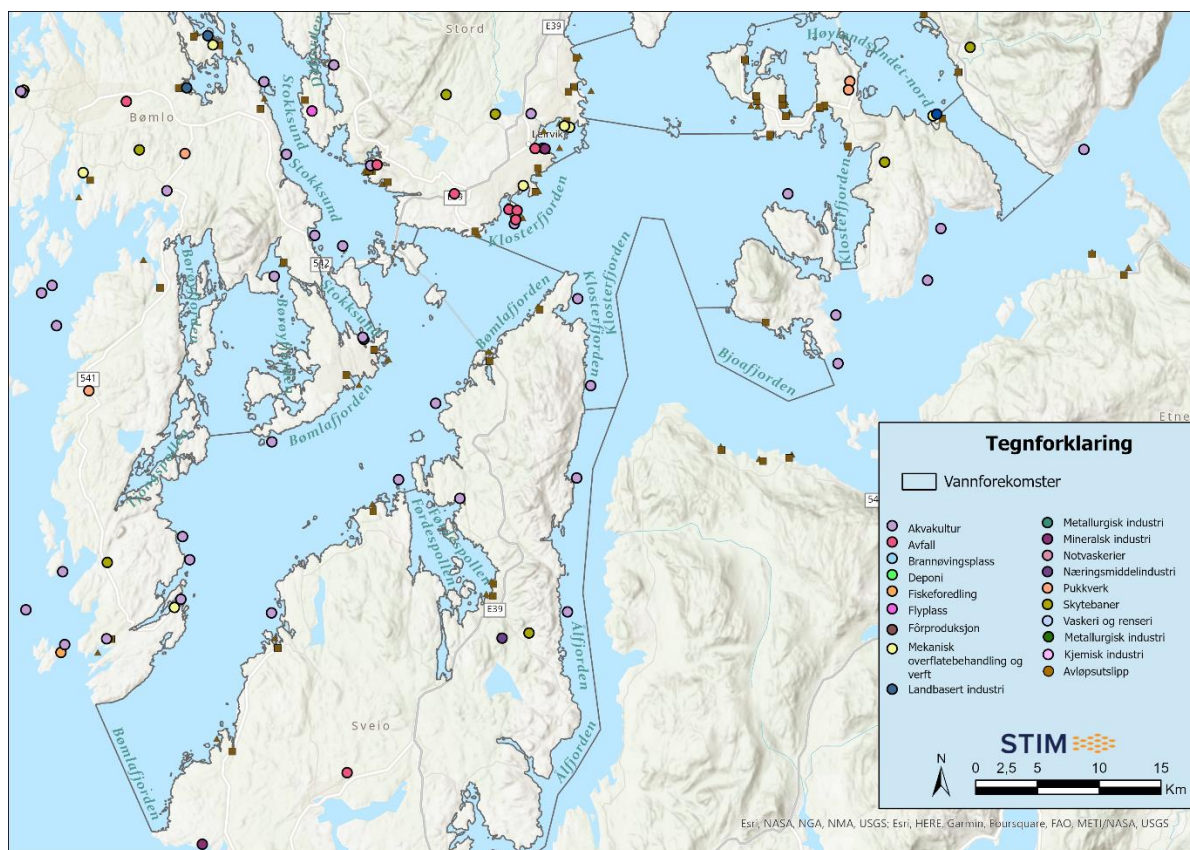 Stord
E39
Høylandsundet-nord
Stokksund
Bømlo
Leirvik
Stokksund
Klosterfjorden
Klosterfjorden
542
Stokksund
Bømlafjorden
Klosterfjorden
Klosterfjorden
541
Bjoafjorden
Bømlafjorden
Etne
Førdespollen
Førdespollen
E39
Ålfjorden
Sveio
Bømlafjorden
Ålfjorden
Tegnforklaring
Vannforekomster
Akvakultur
Avfall
Brannøvingsplass
Deponi
Fiskeforedling
Flyplass
Fôrproduksjon
Mekanisk
overflatebehandling og
verft
Landbasert industri
Metallurgisk industri
Mineralsk industri
Notvaskerier
Næringsmiddelindustri
Pukkverk
Skytebaner
Vaskeri og renseri
Metallurgisk industri
Kjemisk industri
Avløpsutslipp
STIM
N
0 2,5 5 10 15
Km
Esri, NASA, NGA, NMA, USGS; Esri, HERE, Garmin, Foursquare, FAO, METI/NASA, USGS